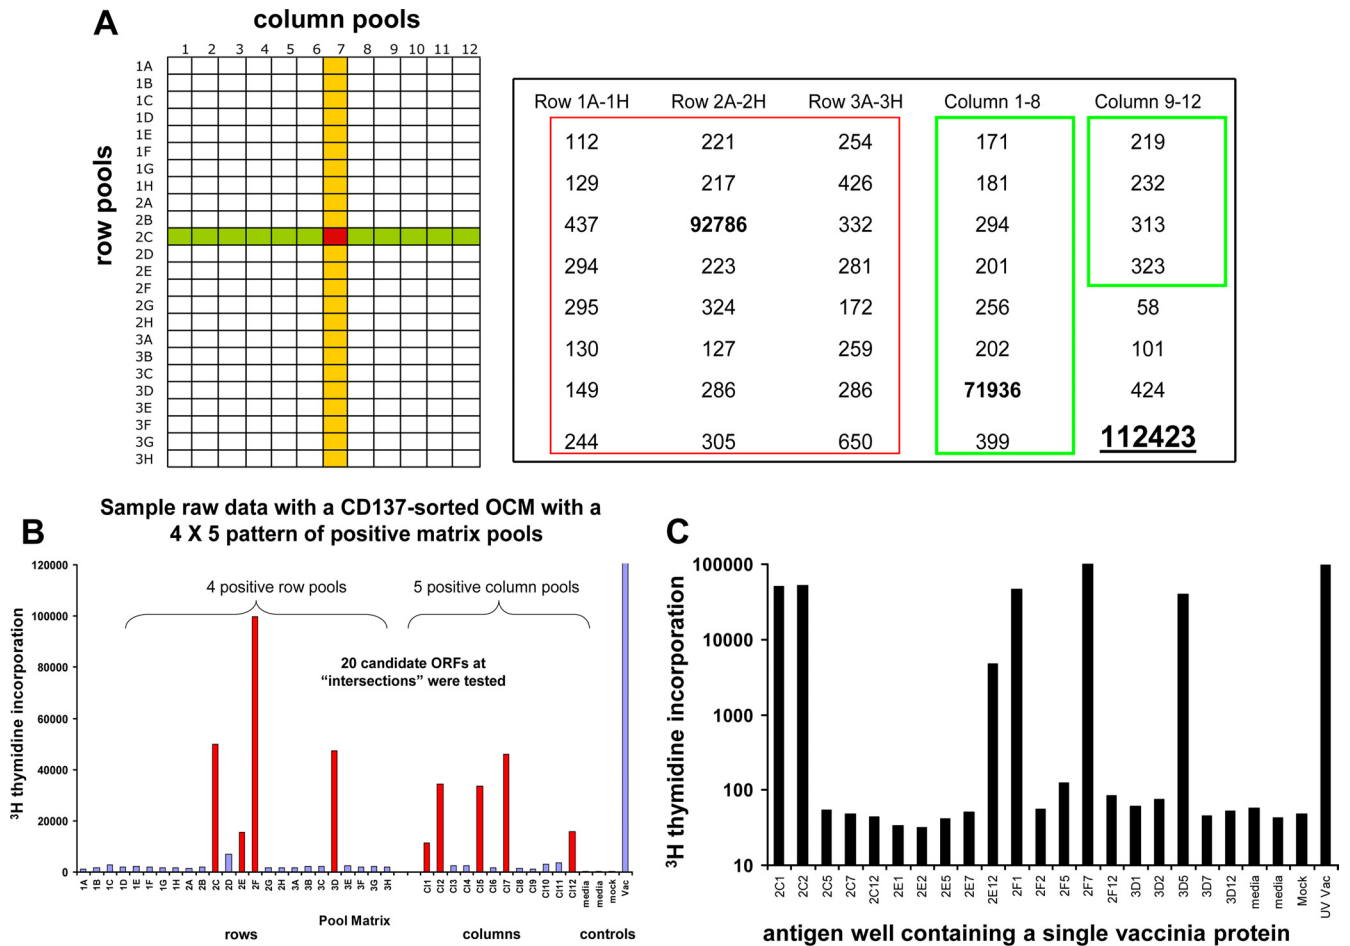 A
column pools
1 2 3 4 5 6 7 8 9 10 11 12
row pools
1A
1B
1C
1D
1E
1F
1G
1H
2A
2B
2C
2D
2E
2F
2G
2H
3A
3B
3C
3D
3E
3F
3G
3H
Row 1A-1H Row 2A-2H Row 3A-3H Column 1-8 Column 9-12
112 221 254 171 219
129 217 426 181 232
437 92786 332 294 313
294 223 281 201 323
295 324 172 256 58
130 127 259 202 101
149 286 286 71936 424
244 305 650 399 112423
B
Sample raw data with a CD137-sorted OCM with a
4 X 5 pattern of positive matrix pools
³H thymidine incorporation
120000
100000
80000
60000
40000
20000
0
4 positive row pools
5 positive column pools
20 candidate ORFs at
“intersections” were tested
1A 1B 1C 1D 1E 1F 1G 1H 2A 2B 2C 2D 2E 2F 2G 2H 3A 3B 3C 3D 3E 3F 3G 3H Cl1 Cl2 Cl3 Cl4 Cl5 Cl6 Cl7 Cl8 Cl9 Cl10 Cl11 Cl12 media media mock Vac
Pool Matrix
rows columns controls
C
³H thymidine incorporation
100000
10000
1000
100
10
2C1 2C2 2C5 2C7 2C12 2E1 2E2 2E5 2E7 2E12 2F1 2F2 2F5 2F7 2F12 3D1 3D2 3D5 3D7 3D12 media media Mock UV Vac
antigen well containing a single vaccinia protein